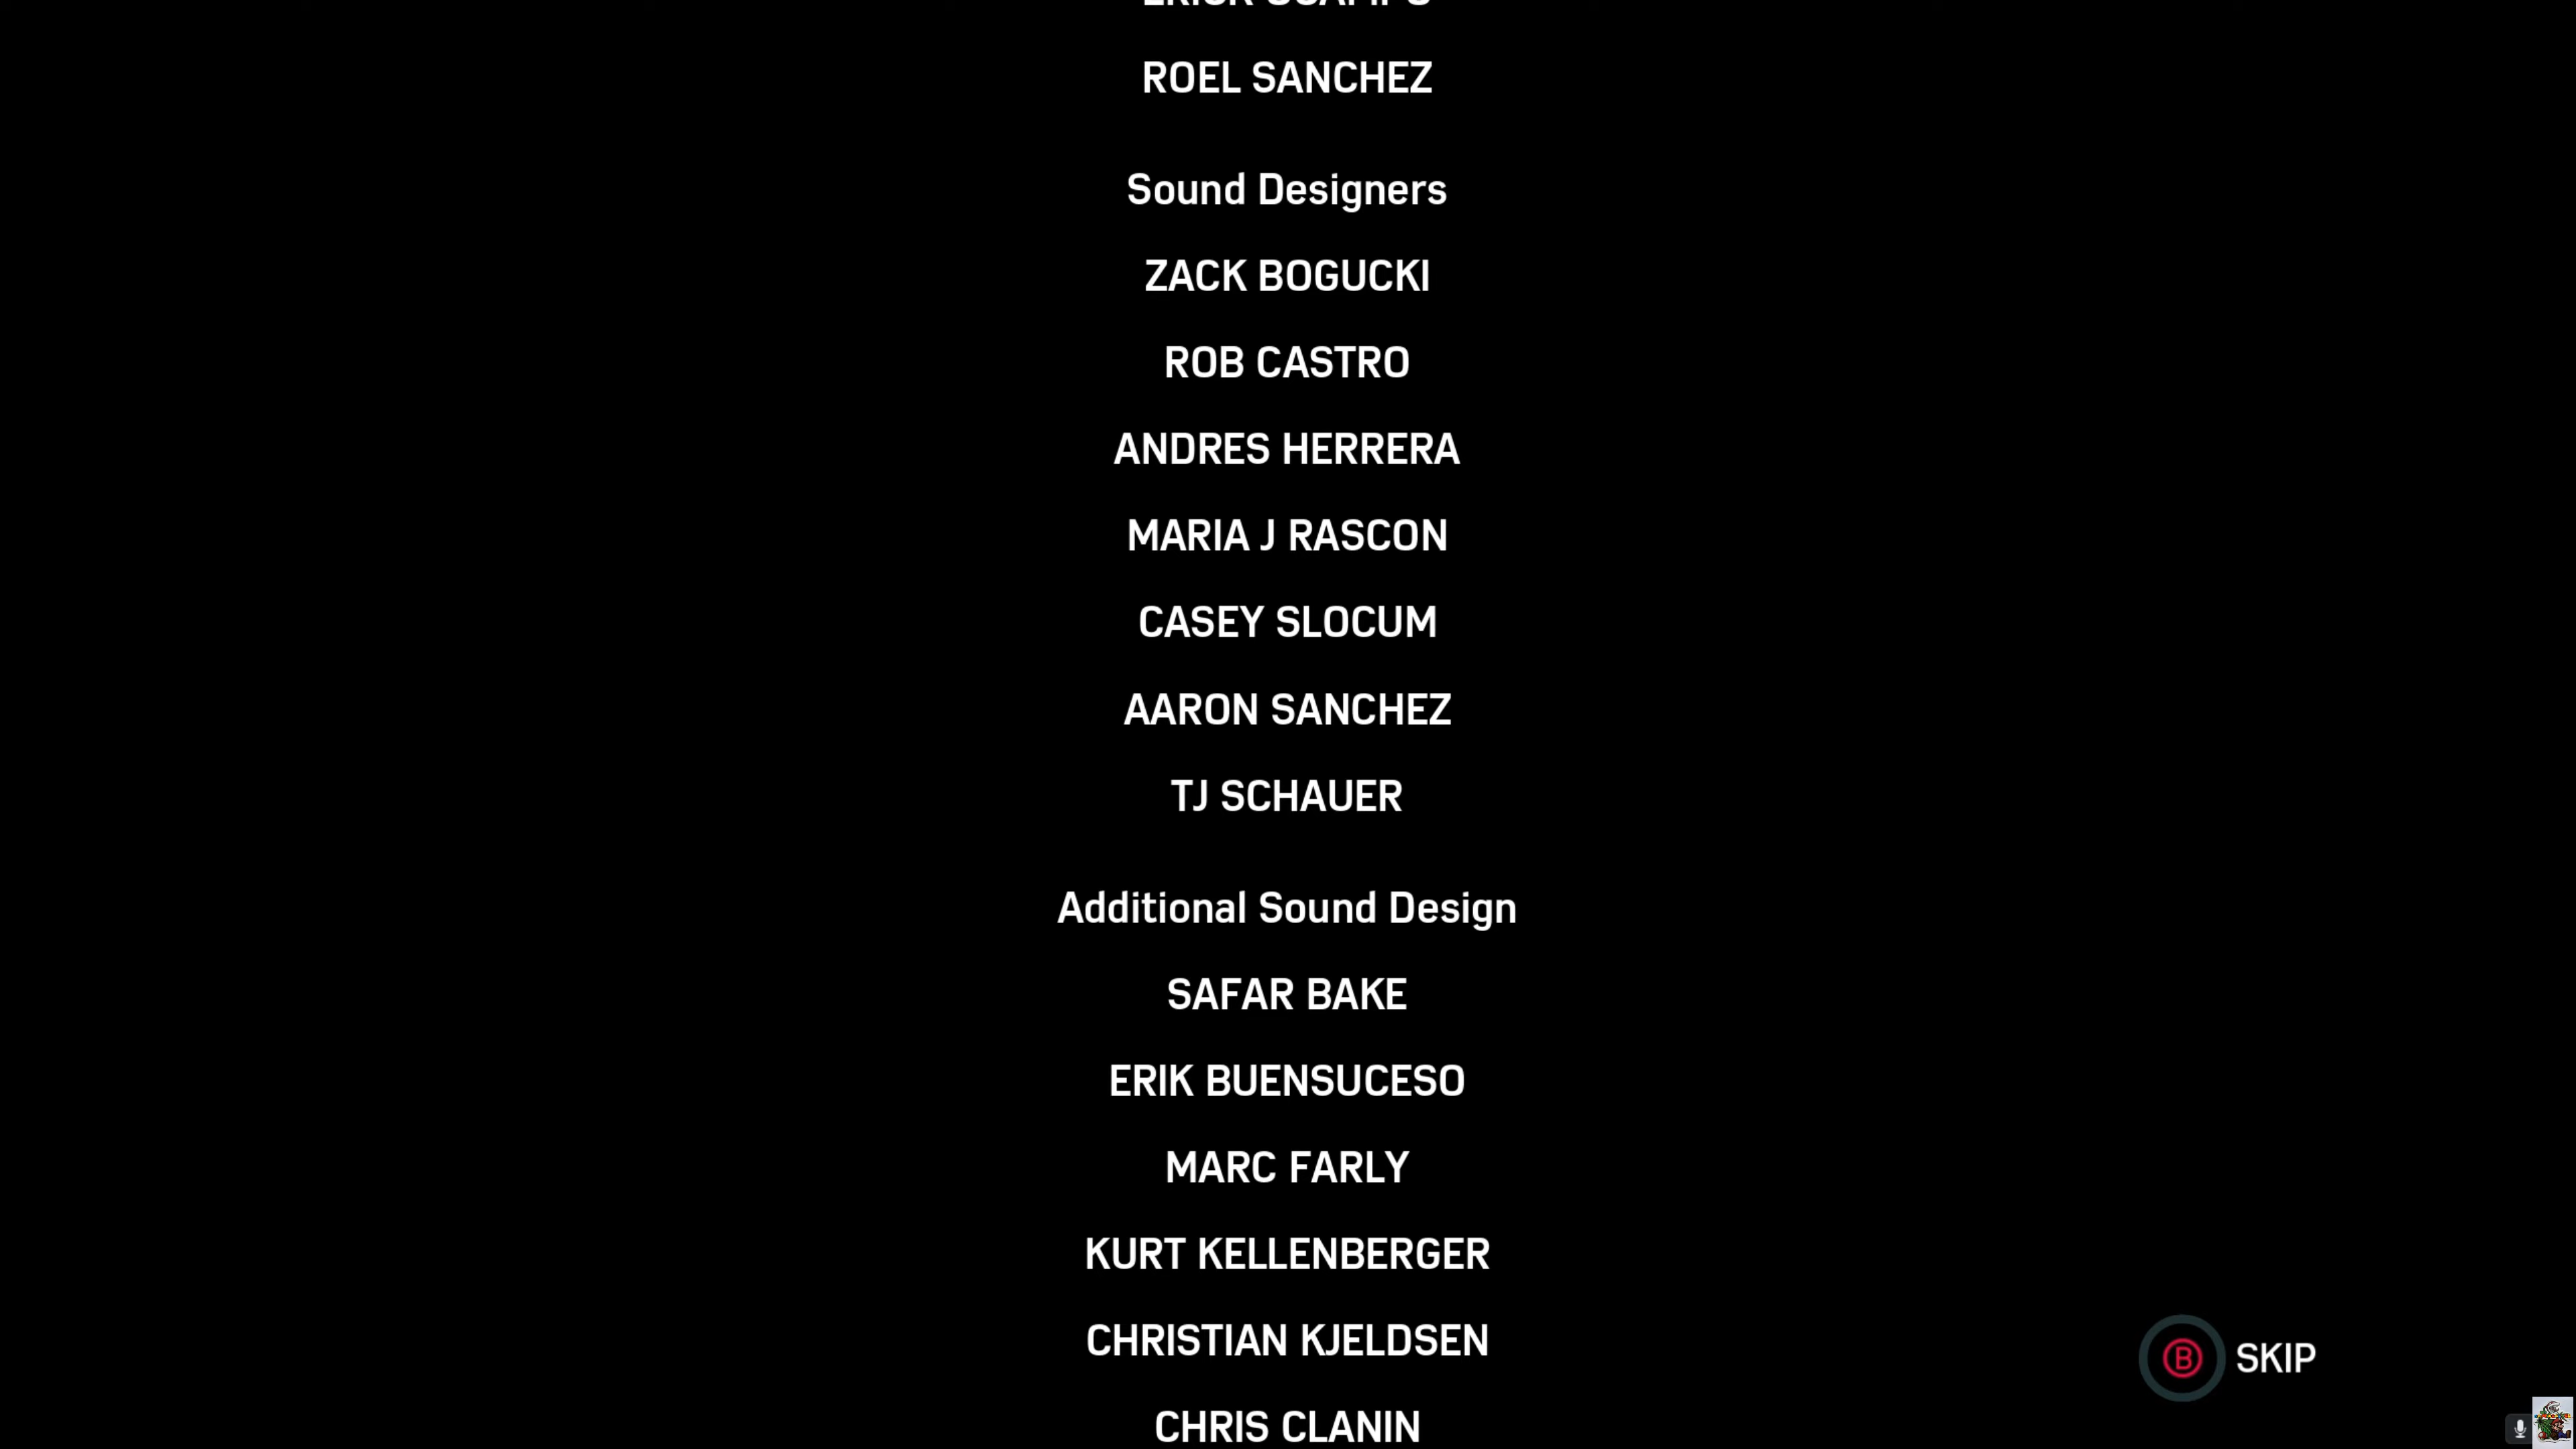 ROEL SANCHEZ
Sound Designers
ZACK BOGUCKI
ROB CASTRO
ANDRES HERRERA
MARIA J RASCON
CASEY SLOCUM
AARON SANCHEZ
TJ SCHAUER
Additional Sound Design
SAFAR BAKE
ERIK BUENSUCESO
MARC FARLY
KURT KELLENBERGER
CHRISTIAN KJELDSEN
B SKIP
CHRIS CLANIN